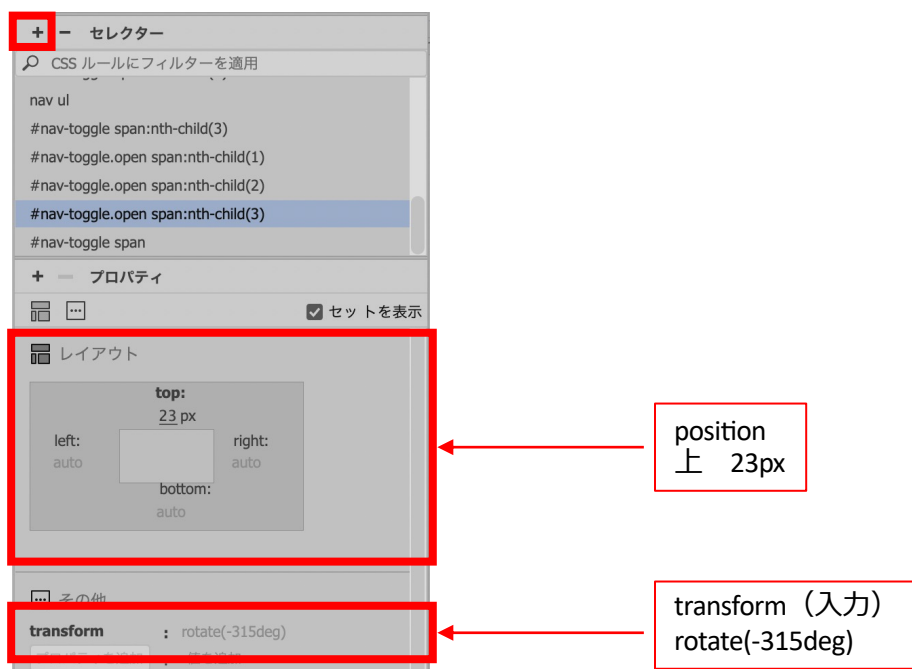 + − セレクター
CSS ルールにフィルターを適用
nav ul
#nav-toggle span:nth-child(3)
#nav-toggle.open span:nth-child(1)
#nav-toggle.open span:nth-child(2)
#nav-toggle.open span:nth-child(3)
#nav-toggle span
+ − プロパティ
セットを表示
レイアウト
top:
23 px
left:
right:
auto
auto
bottom:
auto
position
上　23px
その他
transform : rotate(-315deg)
transform（入力）
rotate(-315deg)